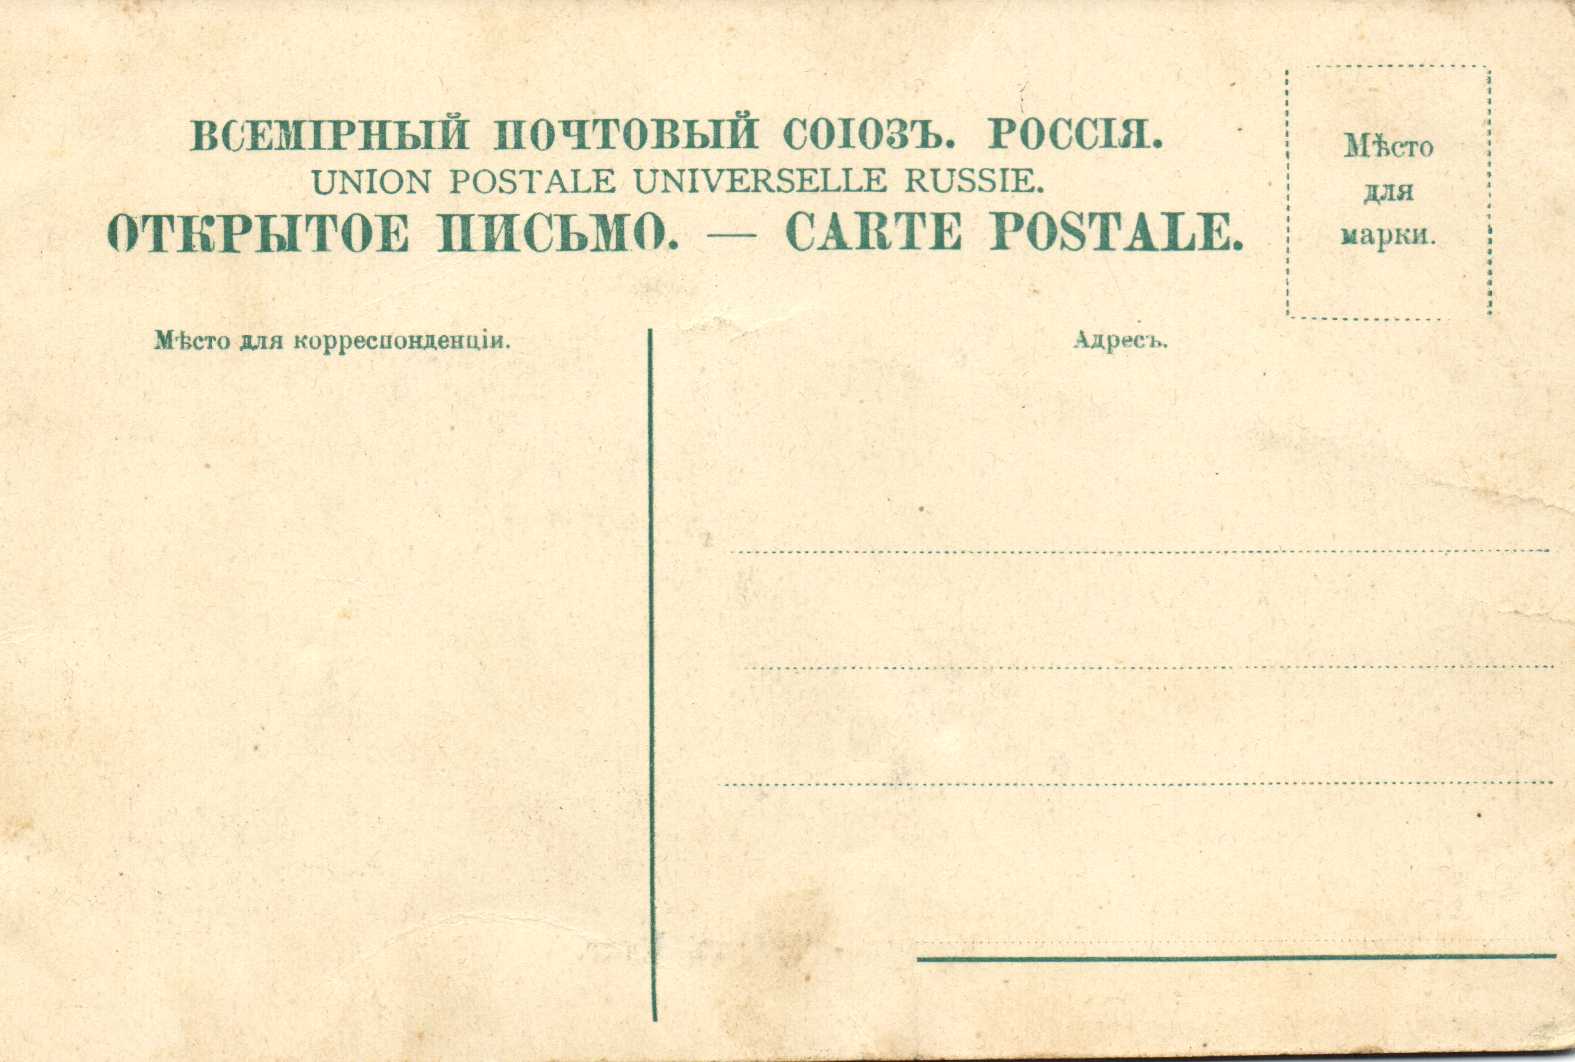 ВСЕМІРНЫЙ ПОЧТОВЫЙ СОЮЗЪ. РОССІЯ.
UNION POSTALE UNIVERSELLE RUSSIE.
ОТКРЫТОЕ ПИСЬМО. — CARTE POSTALE.
Мѣсто
для
марки.
Мѣсто для корреспонденціи.
Адресъ.